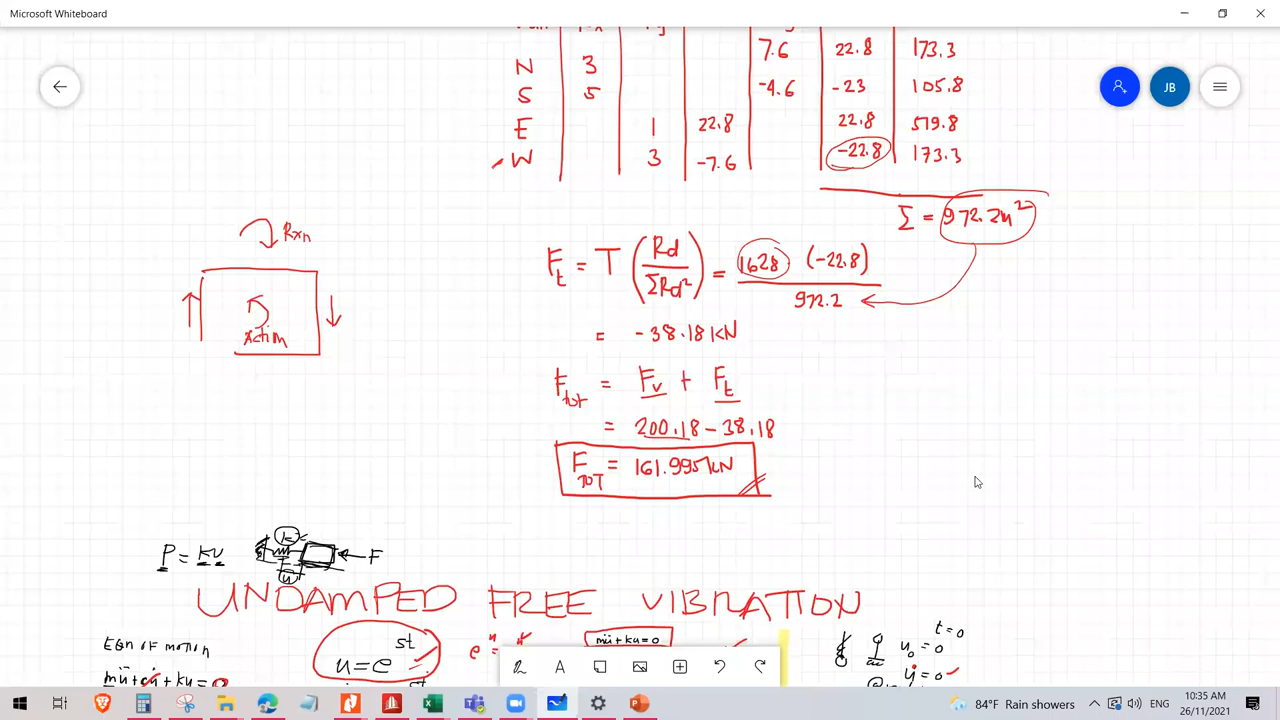 Microsoft Whiteboard
JB
7.6 22.8 173.3
N 3
S 5 -4.6 -23 105.8
E 1 22.8 22.8 519.8
W 3 -7.6 -22.8 173.3
Σ = 972.2m²
Rxn
Ft = T (Rd / ΣRd²) = 1628 (-22.8) / 972.2
Action
= -38.18 KN
Ftot = Fv + Ft
= 200.18 - 38.18
FTOT = 161.995 KN
P = ku
k
F
u
UNDAMPED FREE VIBRATION
EQN OF MOTION
u = e^st
mü + ku = 0
t = 0
u₀ = 0
u̇ = 0
84°F Rain showers
10:35 AM
26/11/2021